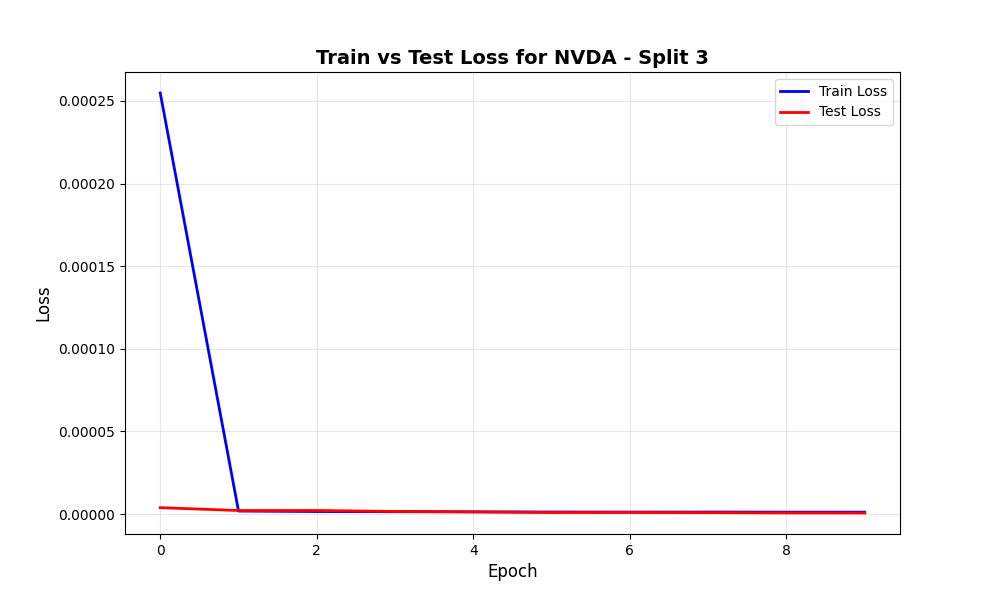 Train vs Test Loss for NVDA - Split 3
Train Loss
Test Loss
0.00025
0.00020
0.00015
0.00010
0.00005
0.00000
Loss
0 2 4 6 8
Epoch